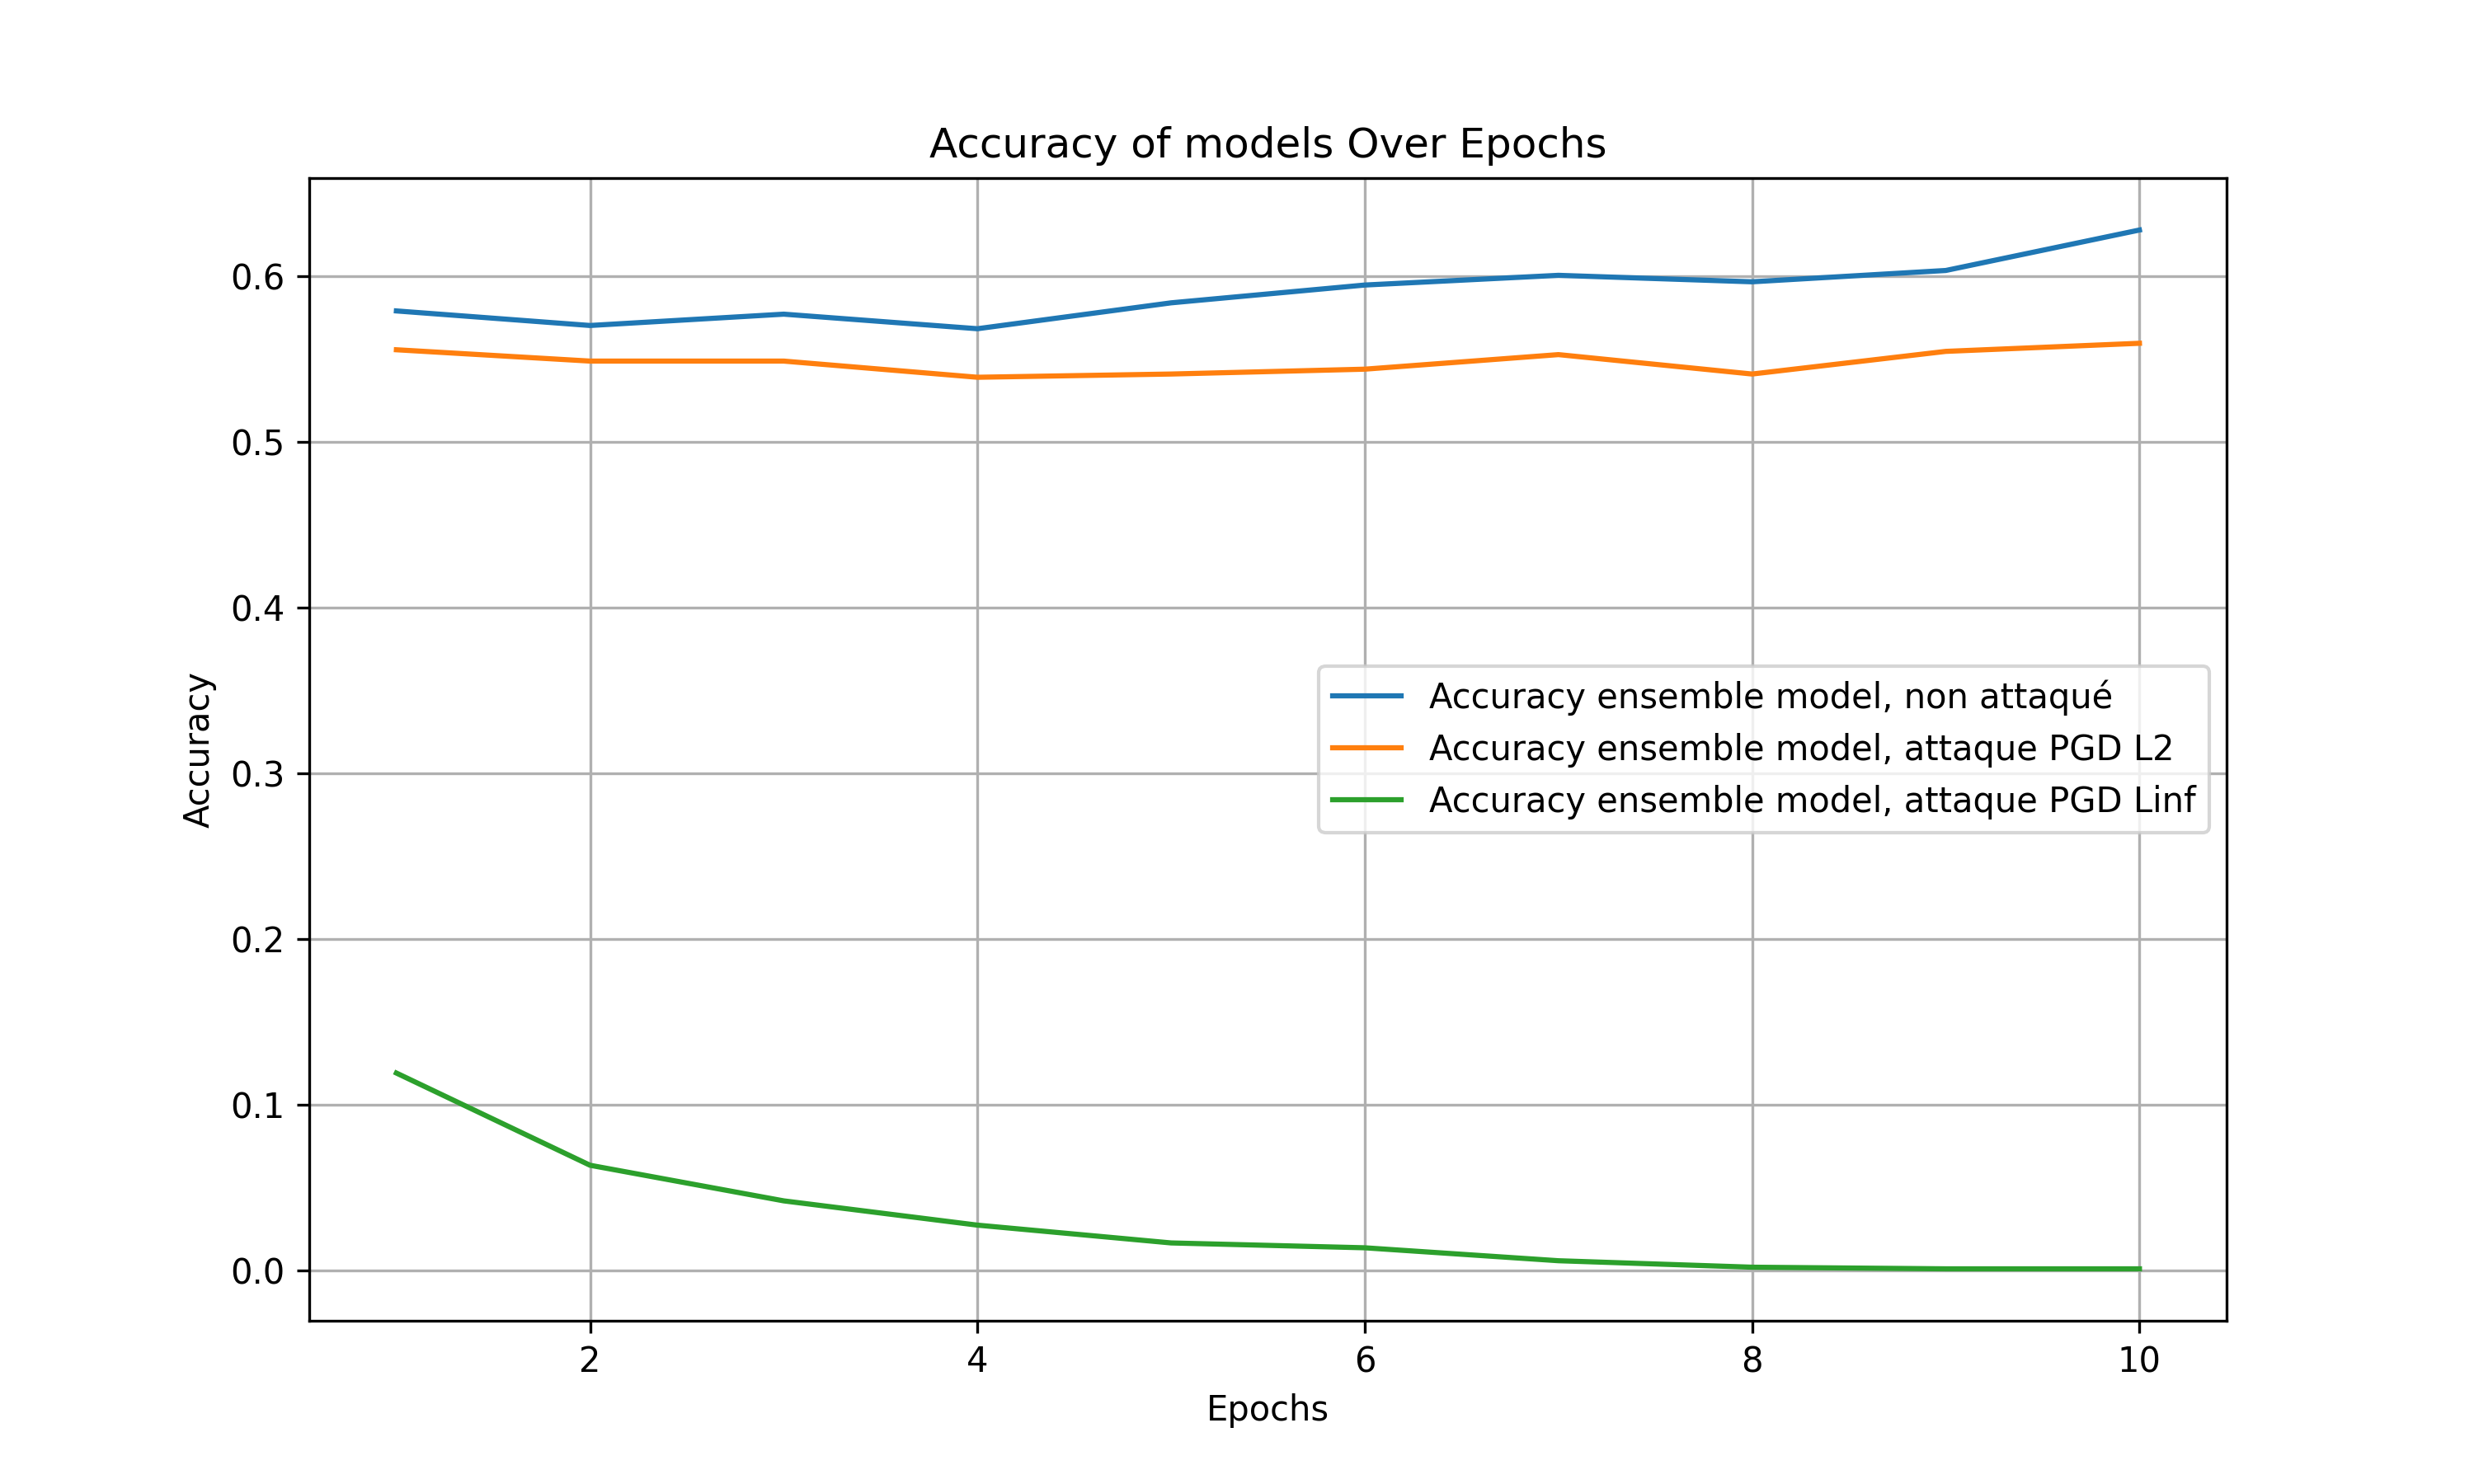 Accuracy of models Over Epochs
0.6
0.5
0.4
0.3
0.2
0.1
0.0
Accuracy
Accuracy ensemble model, non attaqué
Accuracy ensemble model, attaque PGD L2
Accuracy ensemble model, attaque PGD Linf
2 4 6 8 10
Epochs